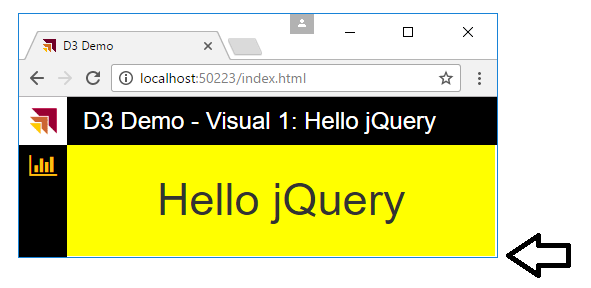 D3 Demo
localhost:50223/index.html
D3 Demo - Visual 1: Hello jQuery
Hello jQuery